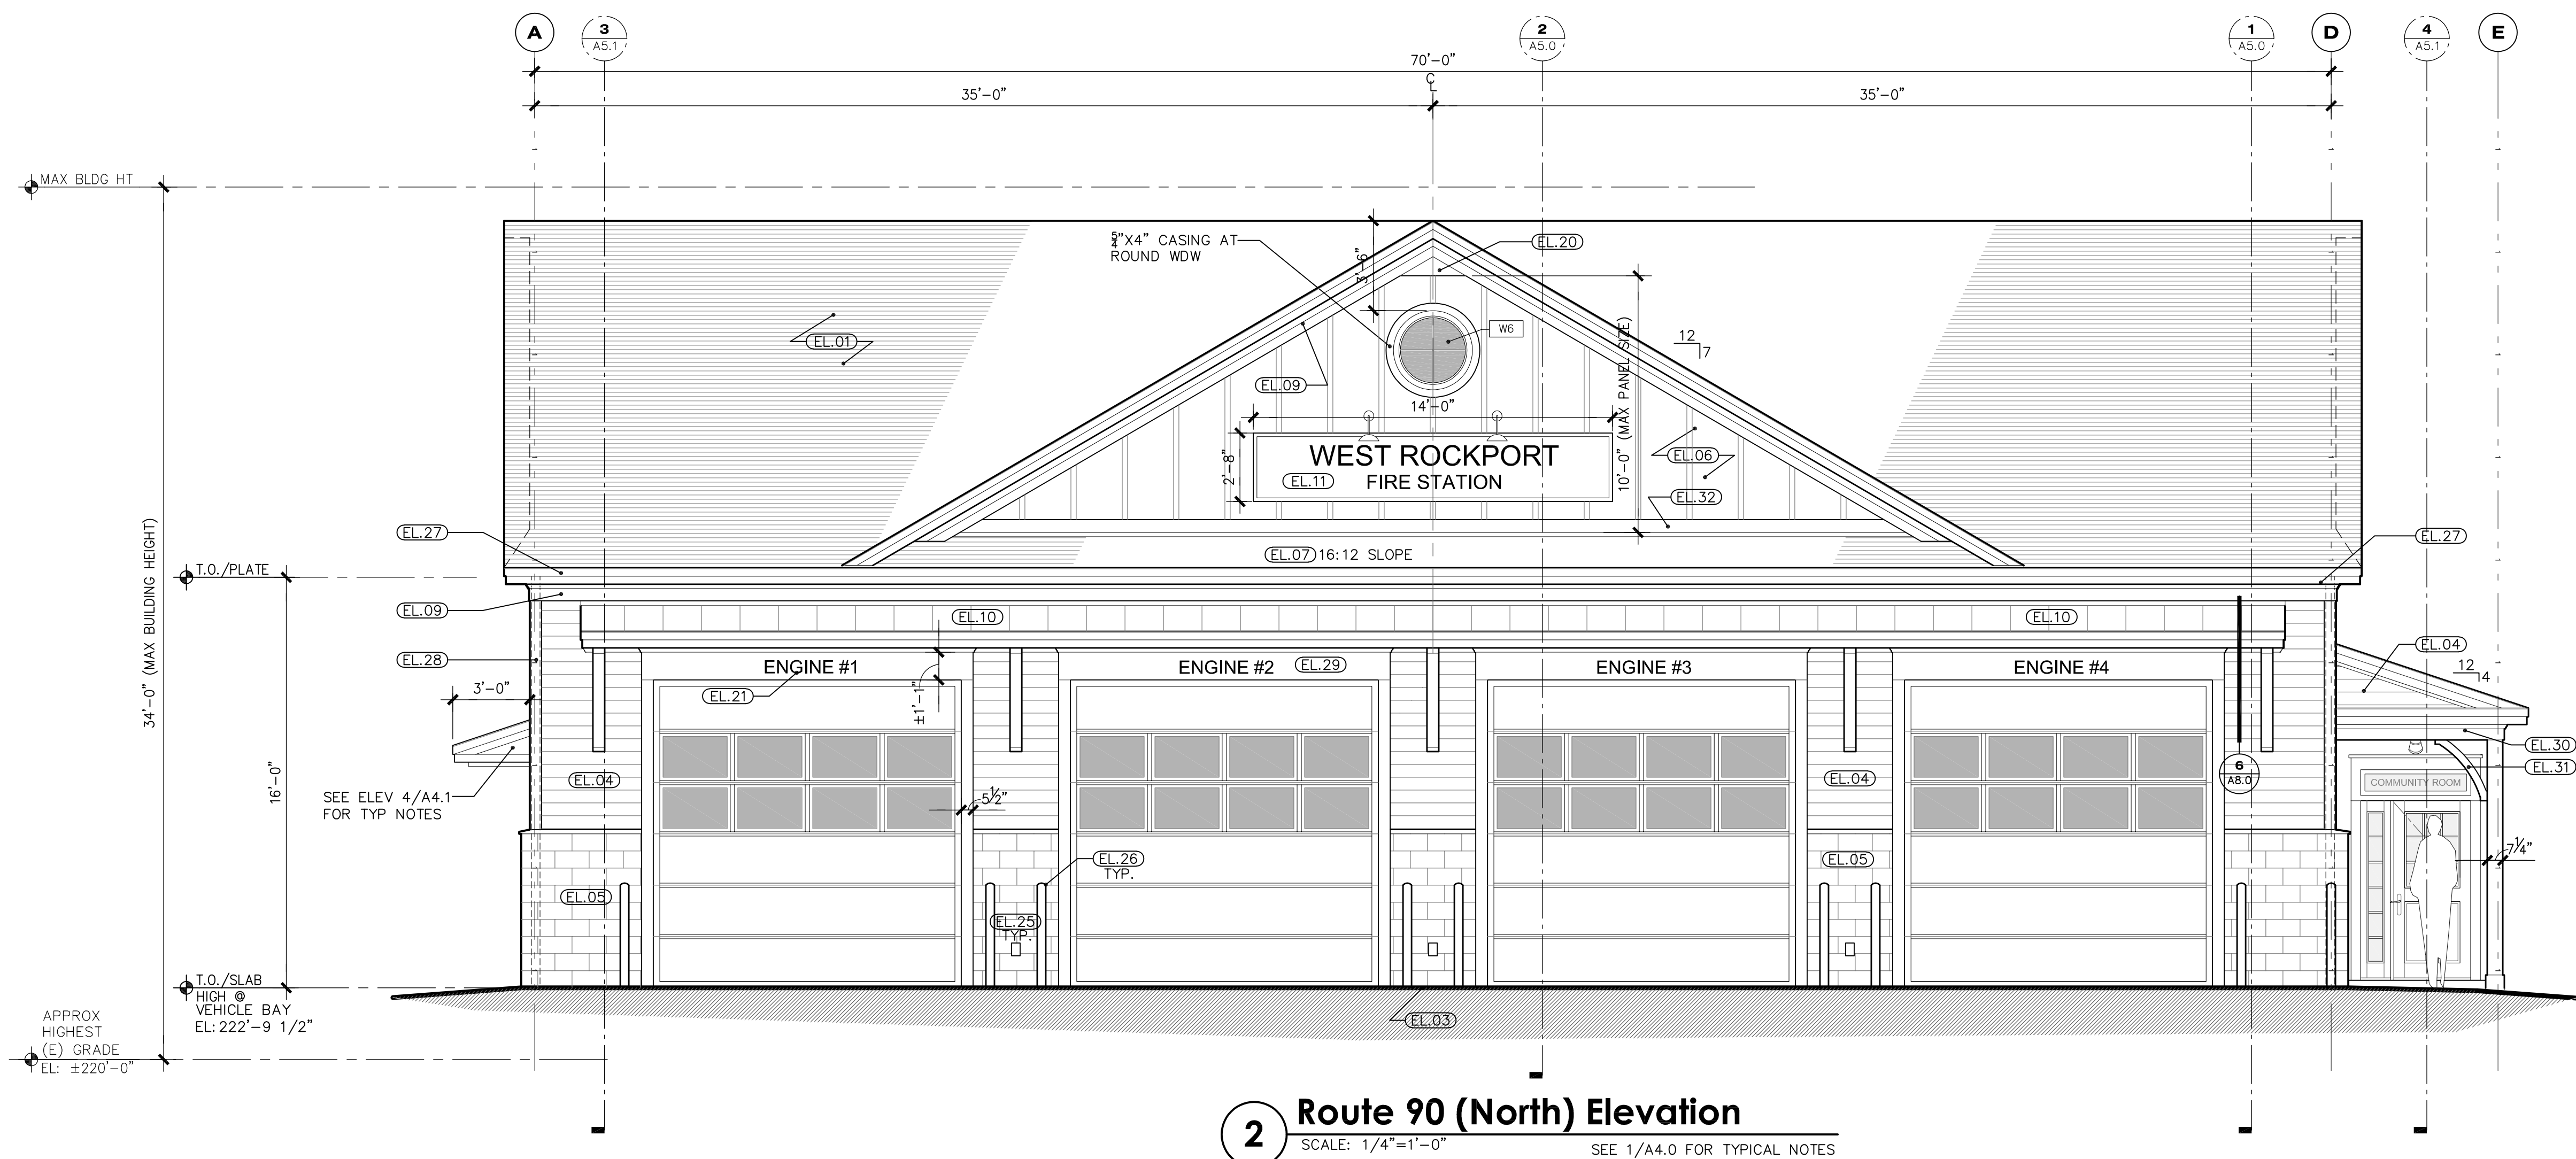 A
3
A5.1
2
A5.0
1
A5.0
D
4
A5.1
E
70'-0"
C
L
35'-0"
35'-0"
MAX BLDG HT
5/4"X4" CASING AT
ROUND WDW
3'-6"
EL.20
W6
12
7
EL.01
EL.09
14'-0"
10'-0" (MAX PANEL SIZE)
2'-8"
WEST ROCKPORT
FIRE STATION
EL.11
EL.06
EL.32
EL.07 16:12 SLOPE
34'-0" (MAX BUILDING HEIGHT)
EL.27
EL.27
T.O./PLATE
EL.09
EL.10
EL.10
EL.28
EL.04
12
4
3'-0"
ENGINE #1
ENGINE #2
EL.29
ENGINE #3
ENGINE #4
EL.21
±1'-1"
EL.30
EL.31
16'-0"
EL.04
EL.04
6
A8.0
COMMUNITY ROOM
SEE ELEV 4/A4.1
FOR TYP NOTES
5 1/2"
EL.26
TYP.
EL.05
7 1/4"
EL.05
EL.25
TYP.
T.O./SLAB
HIGH @
VEHICLE BAY
EL: 222'-9 1/2"
EL.03
APPROX
HIGHEST
(E) GRADE
EL: ±220'-0"
2
Route 90 (North) Elevation
SCALE: 1/4"=1'-0"
SEE 1/A4.0 FOR TYPICAL NOTES